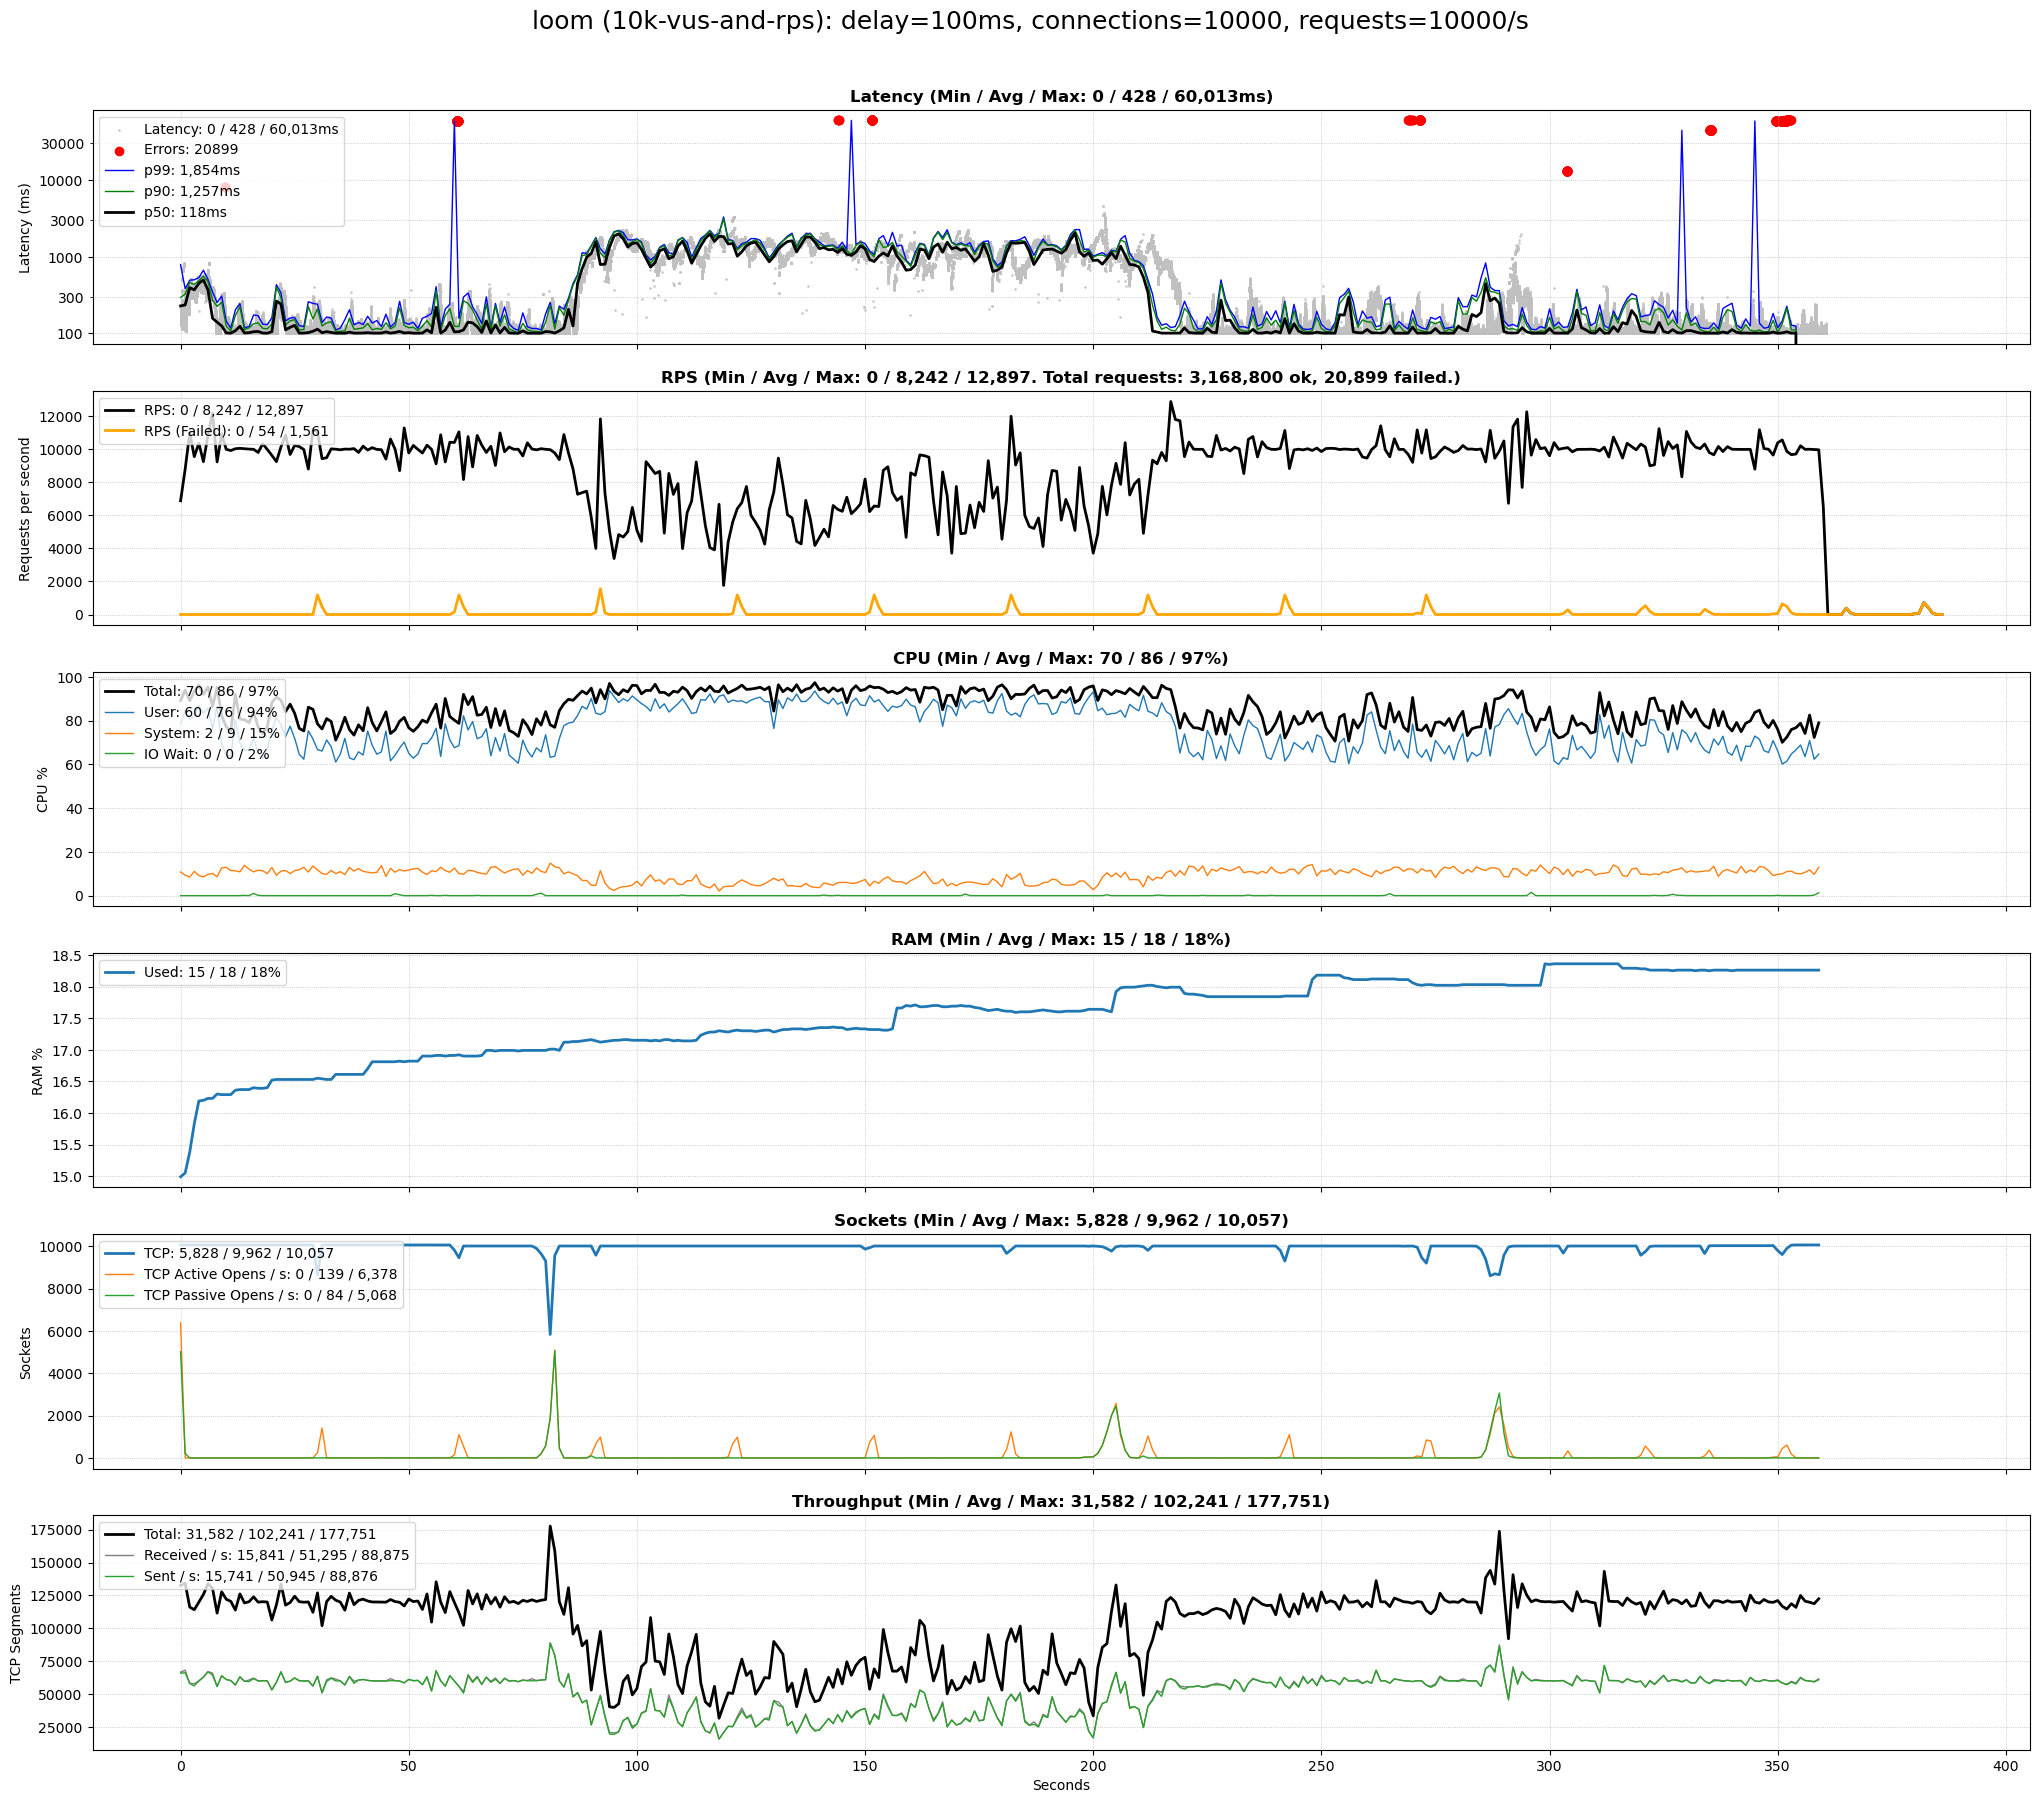 loom (10k-vus-and-rps): delay=100ms, connections=10000, requests=10000/s
Latency (Min / Avg / Max: 0 / 428 / 60,013ms)
Latency (ms)
30000
10000
3000
1000
300
100
Latency: 0 / 428 / 60,013ms
Errors: 20899
p99: 1,854ms
p90: 1,257ms
p50: 118ms
RPS (Min / Avg / Max: 0 / 8,242 / 12,897. Total requests: 3,168,800 ok, 20,899 failed.)
Requests per second
12000
10000
8000
6000
4000
2000
0
RPS: 0 / 8,242 / 12,897
RPS (Failed): 0 / 54 / 1,561
CPU (Min / Avg / Max: 70 / 86 / 97%)
CPU %
100
80
60
40
20
0
Total: 70 / 86 / 97%
User: 60 / 76 / 94%
System: 2 / 9 / 15%
IO Wait: 0 / 0 / 2%
RAM (Min / Avg / Max: 15 / 18 / 18%)
RAM %
18.5
18.0
17.5
17.0
16.5
16.0
15.5
15.0
Used: 15 / 18 / 18%
Sockets (Min / Avg / Max: 5,828 / 9,962 / 10,057)
Sockets
10000
8000
6000
4000
2000
0
TCP: 5,828 / 9,962 / 10,057
TCP Active Opens / s: 0 / 139 / 6,378
TCP Passive Opens / s: 0 / 84 / 5,068
Throughput (Min / Avg / Max: 31,582 / 102,241 / 177,751)
TCP Segments
175000
150000
125000
100000
75000
50000
25000
Total: 31,582 / 102,241 / 177,751
Received / s: 15,841 / 51,295 / 88,875
Sent / s: 15,741 / 50,945 / 88,876
0 50 100 150 200 250 300 350 400
Seconds